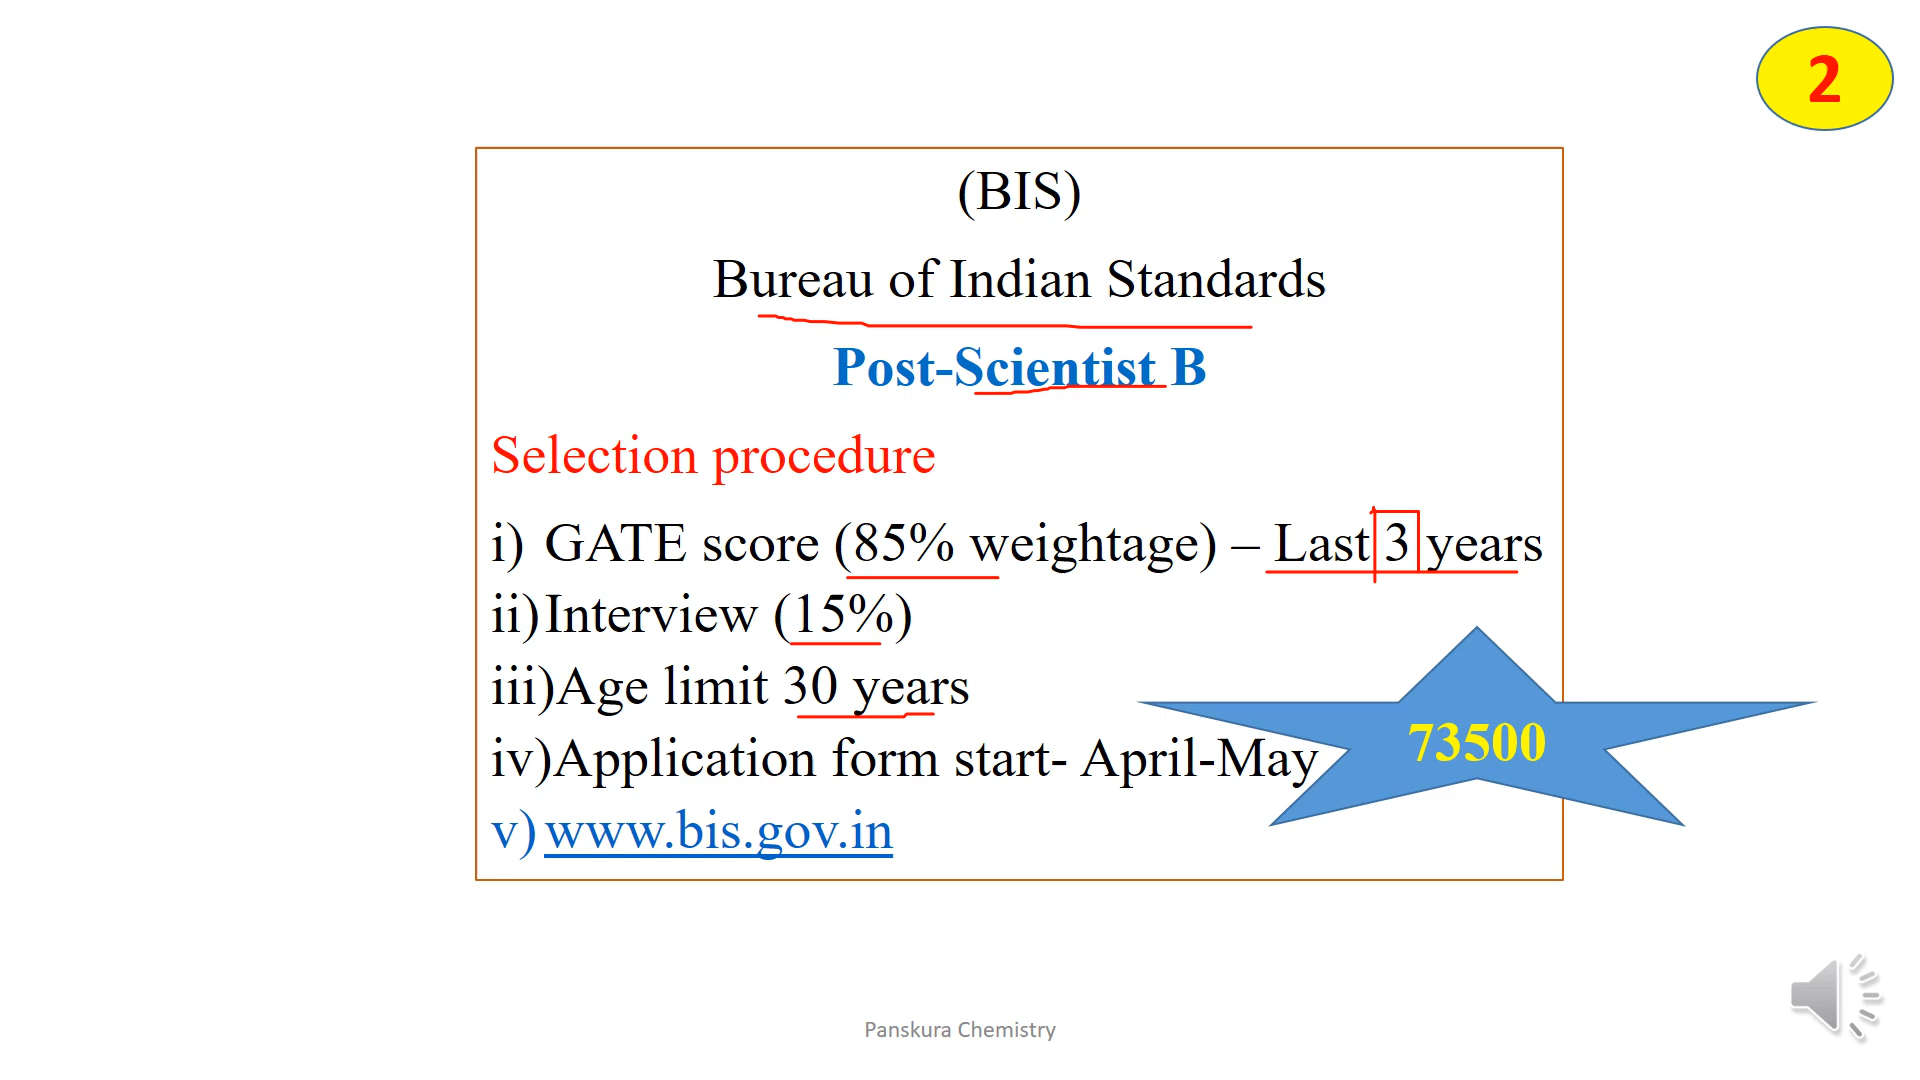 2
(BIS)
Bureau of Indian Standards
Post-Scientist B
Selection procedure
i) GATE score (85% weightage) – Last 3 years
ii) Interview (15%)
iii) Age limit 30 years
iv) Application form start- April-May
73500
v) www.bis.gov.in
Panskura Chemistry